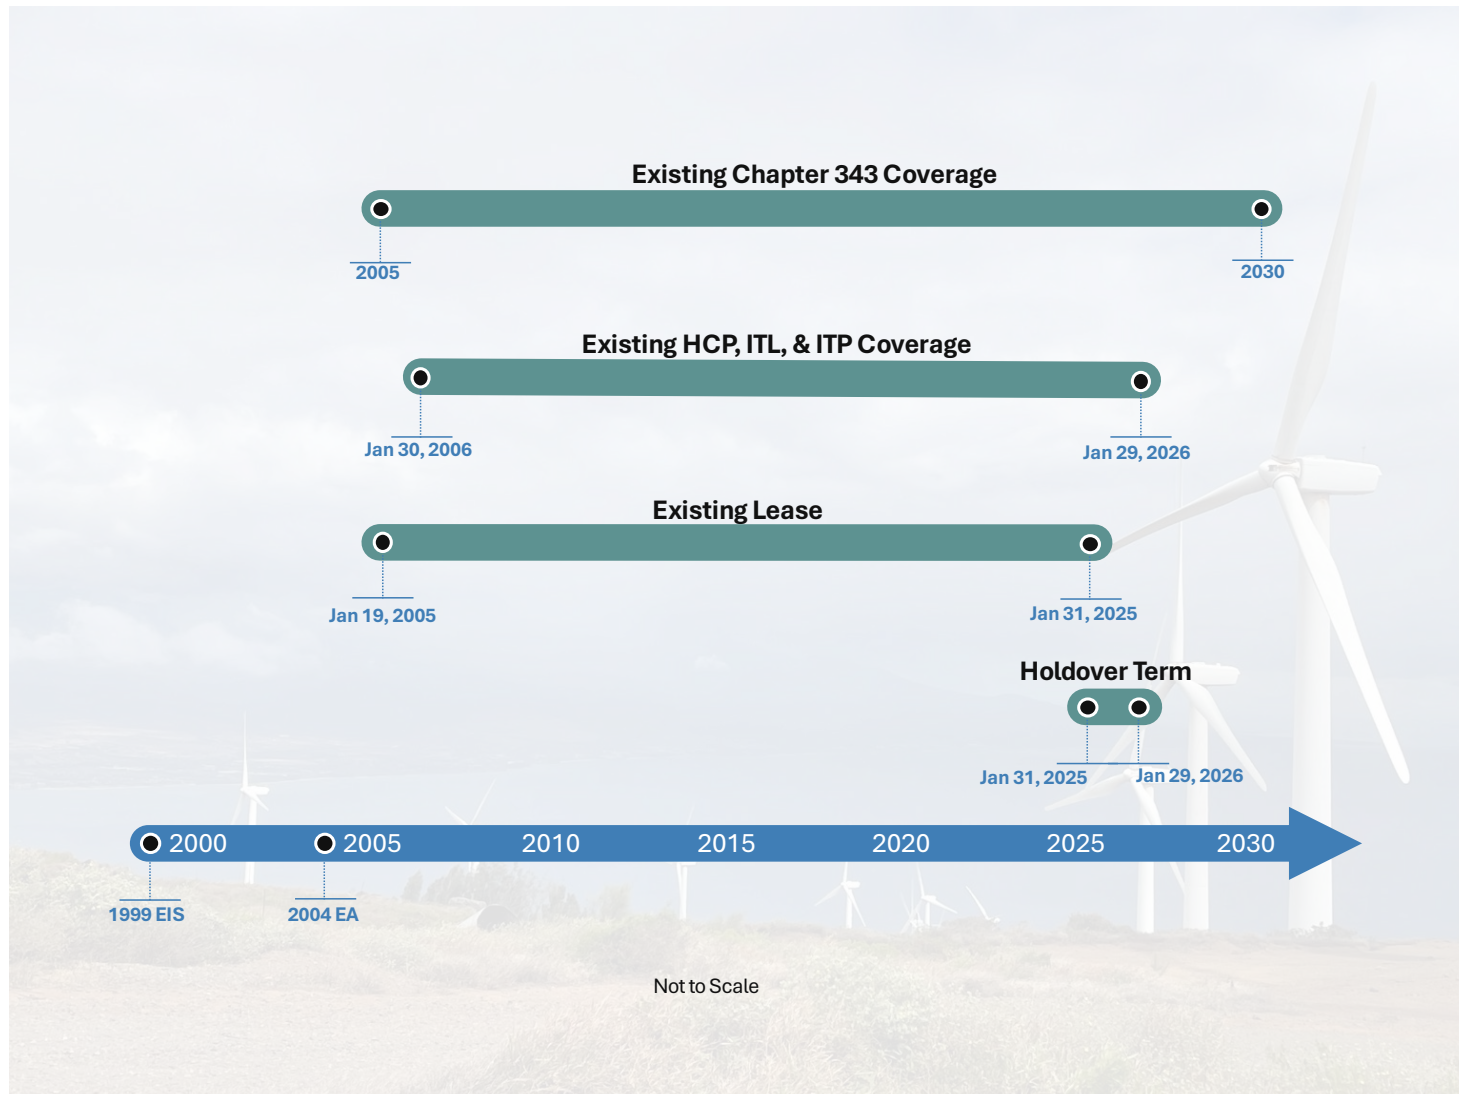 Existing Chapter 343 Coverage
2005
2030
Existing HCP, ITL, & ITP Coverage
Jan 30, 2006
Jan 29, 2026
Existing Lease
Jan 19, 2005
Jan 31, 2025
Holdover Term
Jan 31, 2025
Jan 29, 2026
2000 2005 2010 2015 2020 2025 2030
1999 EIS
2004 EA
Not to Scale